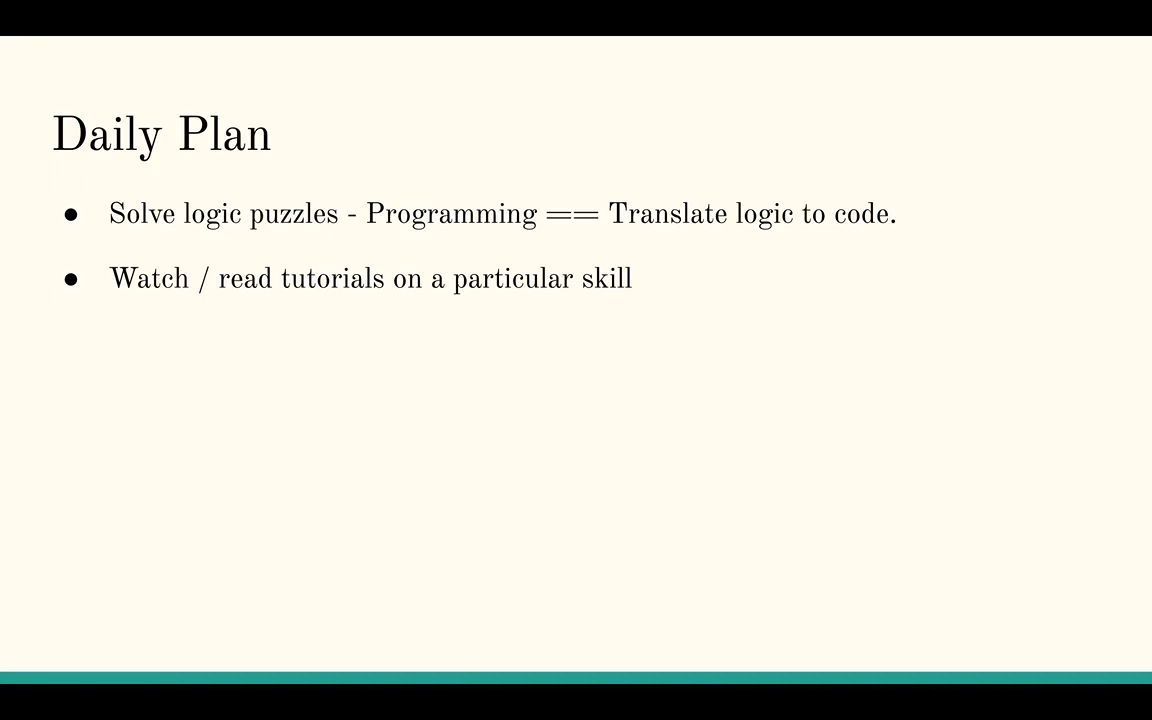 Daily Plan
● Solve logic puzzles - Programming == Translate logic to code.
● Watch / read tutorials on a particular skill